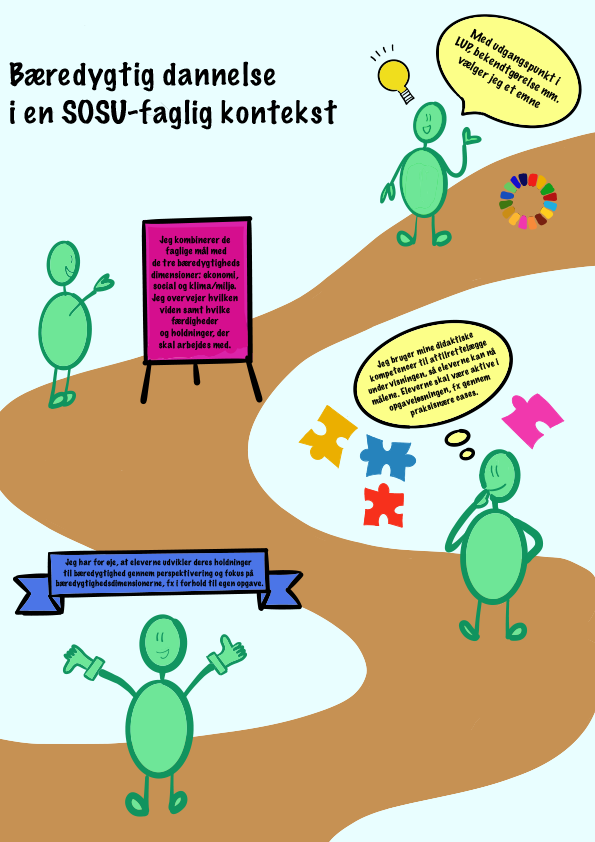 Bæredygtig dannelse
i en SOSU-faglig kontekst
Med udgangspunkt i
LUP, bekendtgørelse mm.
vælger jeg et emne
Jeg kombinerer de
faglige mål med
de tre bæredygtigheds
dimensioner: økonomi,
social og klima/miljø.
Jeg overvejer hvilken
viden samt hvilke
færdigheder
og holdninger, der
skal arbejdes med.
Jeg bruger mine didaktiske
kompetencer til at tilrettelægge
undervisningen, så eleverne kan nå
målene. Eleverne skal være aktive i
opgaveløsningen, fx gennem
praksisnære cases.
Jeg har for øje, at eleverne udvikler deres holdninger
til bæredygtighed gennem perspektivering og fokus på
bæredygtighedsdimensionerne, fx i forhold til egen opgave.